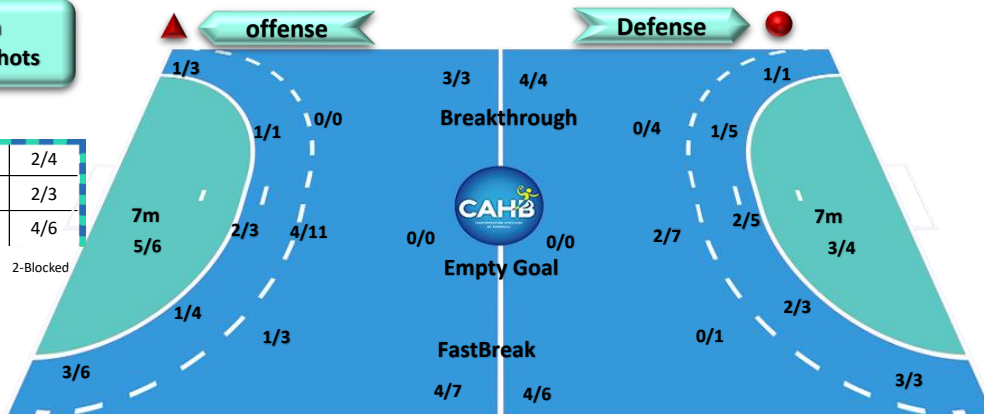 offense
Defense
hots
1/3
3/3
4/4
1/1
Breakthrough
1/1
0/0
0/4
1/5
2/4
2/3
4/6
2-Blocked
CAHB
7m
5/6
2/3
4/11
0/0
0/0
2/7
2/5
7m
3/4
Empty Goal
1/4
1/3
2/3
0/1
FastBreak
3/6
4/7
4/6
3/3